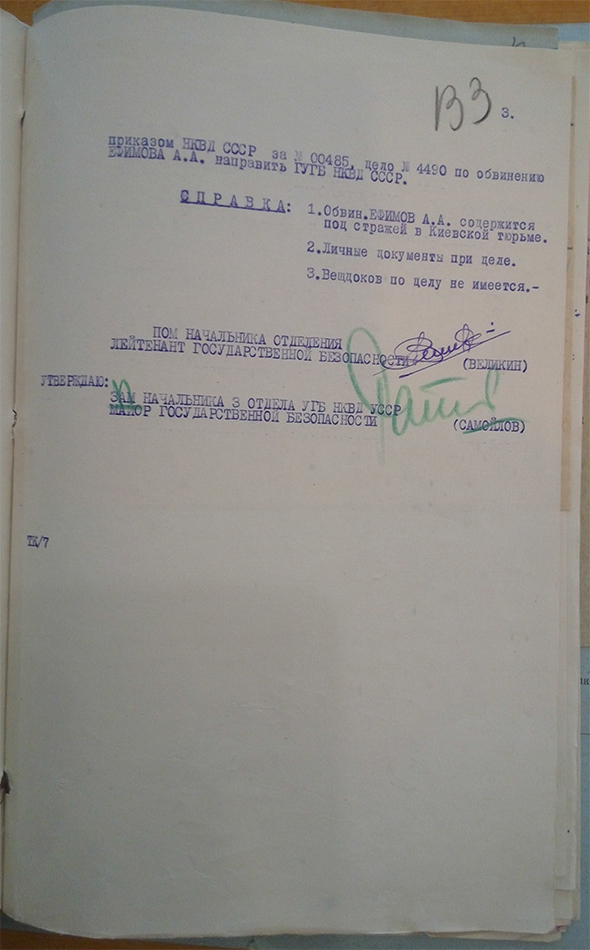 133 3.
приказом НКВД СССР за № 00485, дело № 4490 по обвинению
ЕФИМОВА А.А. направить ГУГБ НКВД СССР.
СПРАВКА: 1.Обвин.ЕФИМОВ А.А. содержится
под стражей в Киевской тюрьме.
2.Личные документы при деле.
3.Вещдоков по делу не имеется.-
ПОМ НАЧАЛЬНИКА ОТДЕЛЕНИЯ
ЛЕЙТЕНАНТ ГОСУДАРСТВЕННОЙ БЕЗОПАСНОСТИ (ВЕЛИКИН)
УТВЕРЖДАЮ:
ЗАМ НАЧАЛЬНИКА 3 ОТДЕЛА УГБ НКВД УССР
МАЙОР ГОСУДАРСТВЕННОЙ БЕЗОПАСНОСТИ (САМОЙЛОВ)
ТК/7